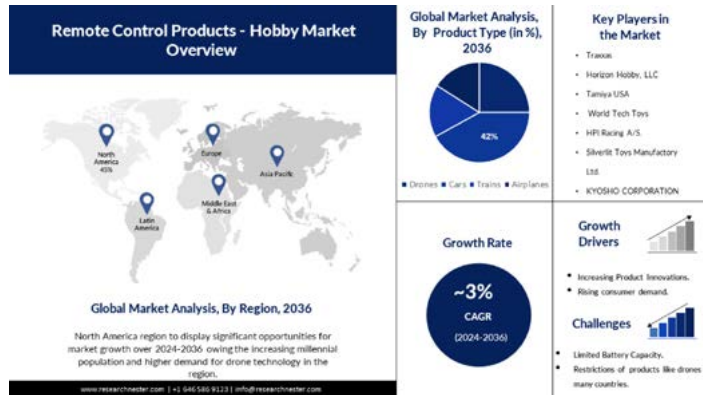 Remote Control Products - Hobby Market
Overview
North
America
45%
Europe
Asia Pacific
Middle East
& Africa
Latin
America
Global Market Analysis, By Region, 2036
North America region to display significant opportunities for
market growth over 2024-2036 owing the increasing millennial
population and higher demand for drone technology in the
region.
www.researchnester.com | +1 646 586 9123 | info@researchnester.com
Global Market Analysis,
By Product Type (in %),
2036
42%
Drones Cars Trains Airplanes
Growth Rate
~3%
CAGR
(2024-2036)
Key Players in
the Market
• Traxxas
• Horizon Hobby, LLC
• Tamiya USA
• World Tech Toys
• HPI Racing A/S.
• Silverlit Toys Manufactory
Ltd.
• KYOSHO CORPORATION
Growth
Drivers
• Increasing Product Innovations.
• Rising consumer demand.
Challenges
• Limited Battery Capacity.
• Restrictions of products like drones
many countries.